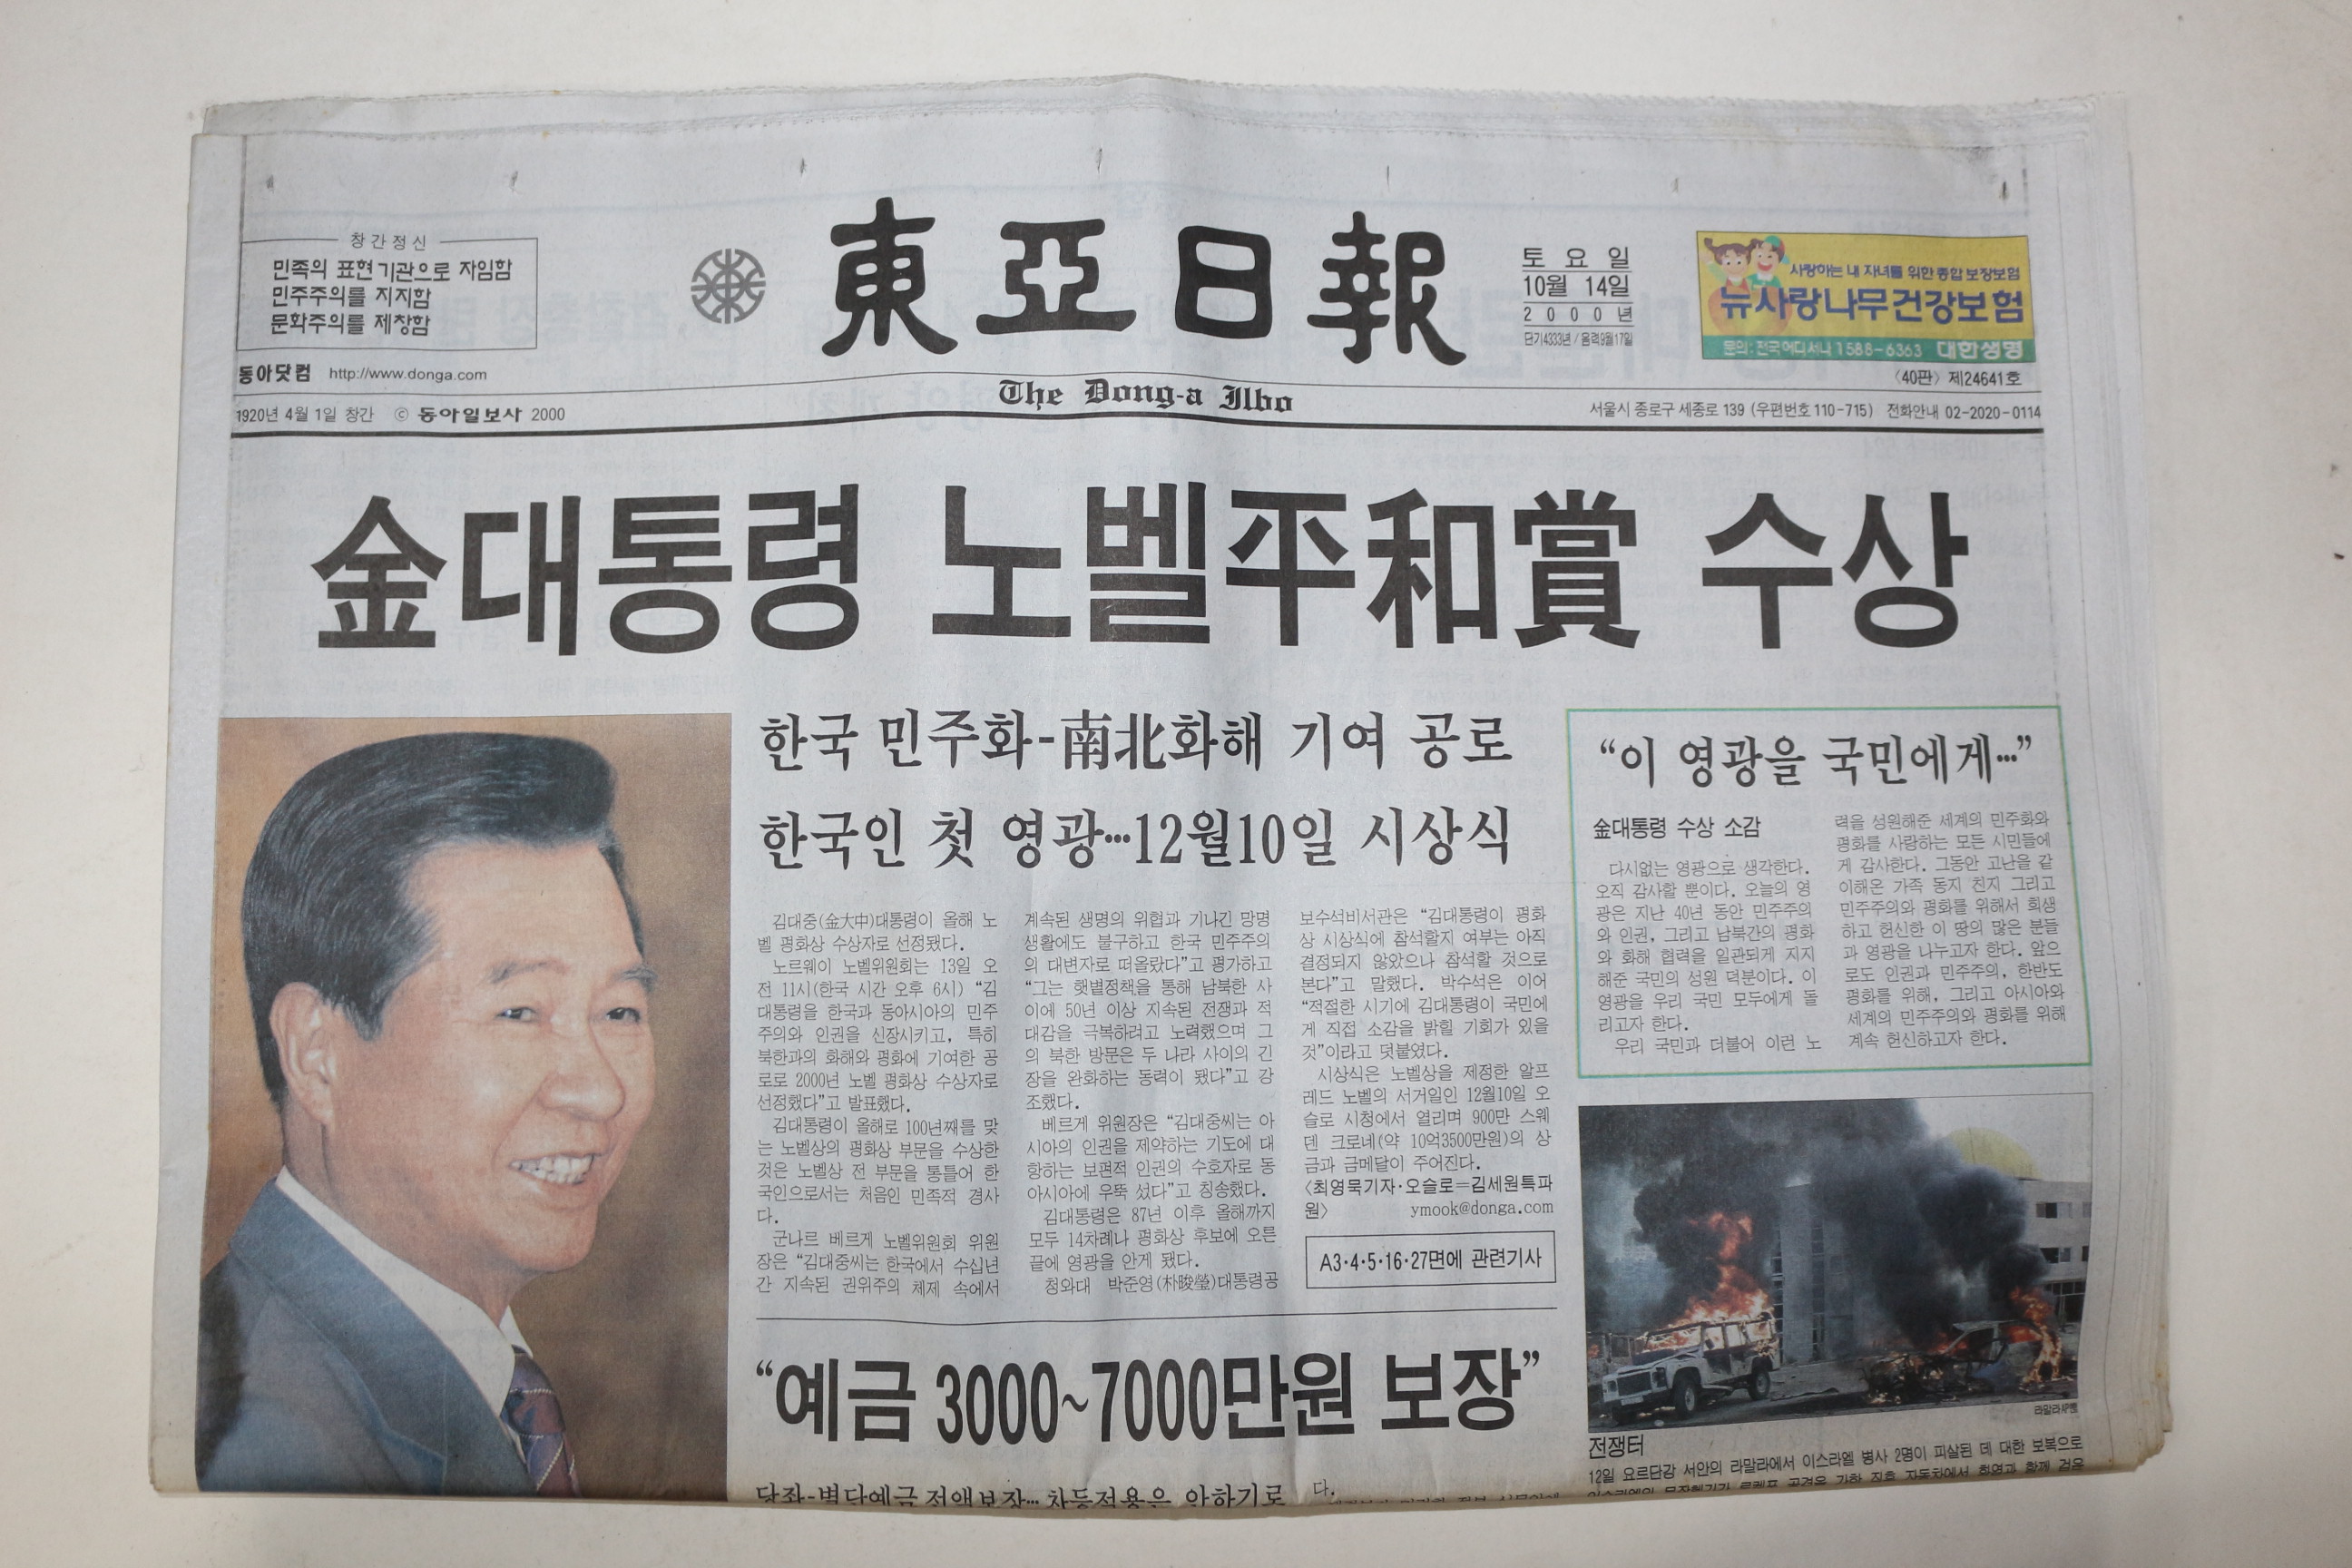 창간정신
민족의 표현기관으로 자임함
민주주의를 지지함
문화주의를 제창함
동아닷컴 http://www.donga.com
東亞日報
토요일
10월 14일
2000년
단기4333년 / 음력9월17일
사랑하는 내 자녀를 위한 종합 보장보험
뉴사랑나무건강보험
문의: 전국어디서나 1588-6363 대한생명
〈40판〉 제24641호
1920년 4월 1일 창간 ⓒ 동아일보사 2000
The Dong-a Ilbo
서울시 종로구 세종로 139 (우편번호 110-715) 전화안내 02-2020-0114
金대통령 노벨平和賞 수상
한국 민주화-南北화해 기여 공로
한국인 첫 영광…12월10일 시상식
김대중(金大中)대통령이 올해 노
벨 평화상 수상자로 선정됐다.
노르웨이 노벨위원회는 13일 오
전 11시(한국 시간 오후 6시) “김
대통령을 한국과 동아시아의 민주
주의와 인권을 신장시키고, 특히
북한과의 화해와 평화에 기여한 공
로로 2000년 노벨 평화상 수상자로
선정했다”고 발표했다.
김대통령이 올해로 100년째를 맞
는 노벨상의 평화상 부문을 수상한
것은 노벨상 전 부문을 통틀어 한
국인으로서는 처음인 민족적 경사
다.
군나르 베르게 노벨위원회 위원
장은 “김대중씨는 한국에서 수십년
간 지속된 권위주의 체제 속에서
계속된 생명의 위협과 기나긴 망명
생활에도 불구하고 한국 민주주의
의 대변자로 떠올랐다”고 평가하고
“그는 햇볕정책을 통해 남북한 사
이에 50년 이상 지속된 전쟁과 적
대감을 극복하려고 노력했으며 그
의 북한 방문은 두 나라 사이의 긴
장을 완화하는 동력이 됐다”고 강
조했다.
베르게 위원장은 “김대중씨는 아
시아의 인권을 제약하는 기도에 대
항하는 보편적 인권의 수호자로 동
아시아에 우뚝 섰다”고 칭송했다.
김대통령은 87년 이후 올해까지
모두 14차례나 평화상 후보에 오른
끝에 영광을 안게 됐다.
청와대 박준영(朴晙瑩)대통령공
보수석비서관은 “김대통령이 평화
상 시상식에 참석할지 여부는 아직
결정되지 않았으나 참석할 것으로
본다”고 말했다. 박수석은 이어
“적절한 시기에 김대통령이 국민에
게 직접 소감을 밝힐 기회가 있을
것”이라고 덧붙였다.
시상식은 노벨상을 제정한 알프
레드 노벨의 서거일인 12월10일 오
슬로 시청에서 열리며 900만 스웨
덴 크로네(약 10억3500만원)의 상
금과 금메달이 주어진다.
〈최영묵기자·오슬로=김세원특파
원〉 ymook@donga.com
A3·4·5·16·27면에 관련기사
“이 영광을 국민에게…”
金대통령 수상 소감
다시없는 영광으로 생각한다.
오직 감사할 뿐이다. 오늘의 영
광은 지난 40년 동안 민주주의
와 인권, 그리고 남북간의 평화
와 화해 협력을 일관되게 지지
해준 국민의 성원 덕분이다. 이
영광을 우리 국민 모두에게 돌
리고자 한다.
우리 국민과 더불어 이런 노
력을 성원해준 세계의 민주화와
평화를 사랑하는 모든 시민들에
게 감사한다. 그동안 고난을 같
이해온 가족 동지 친지 그리고
민주주의와 평화를 위해서 희생
하고 헌신한 이 땅의 많은 분들
과 영광을 나누고자 한다. 앞으
로도 인권과 민주주의, 한반도
평화를 위해, 그리고 아시아와
세계의 민주주의와 평화를 위해
계속 헌신하고자 한다.
“예금 3000~7000만원 보장”
당좌-별단예금 전액보장… 차등적용은 안하기로
다.
라말라AP聯
전쟁터
12일 요르단강 서안의 라말라에서 이스라엘 병사 2명이 피살된 데 대한 보복으로